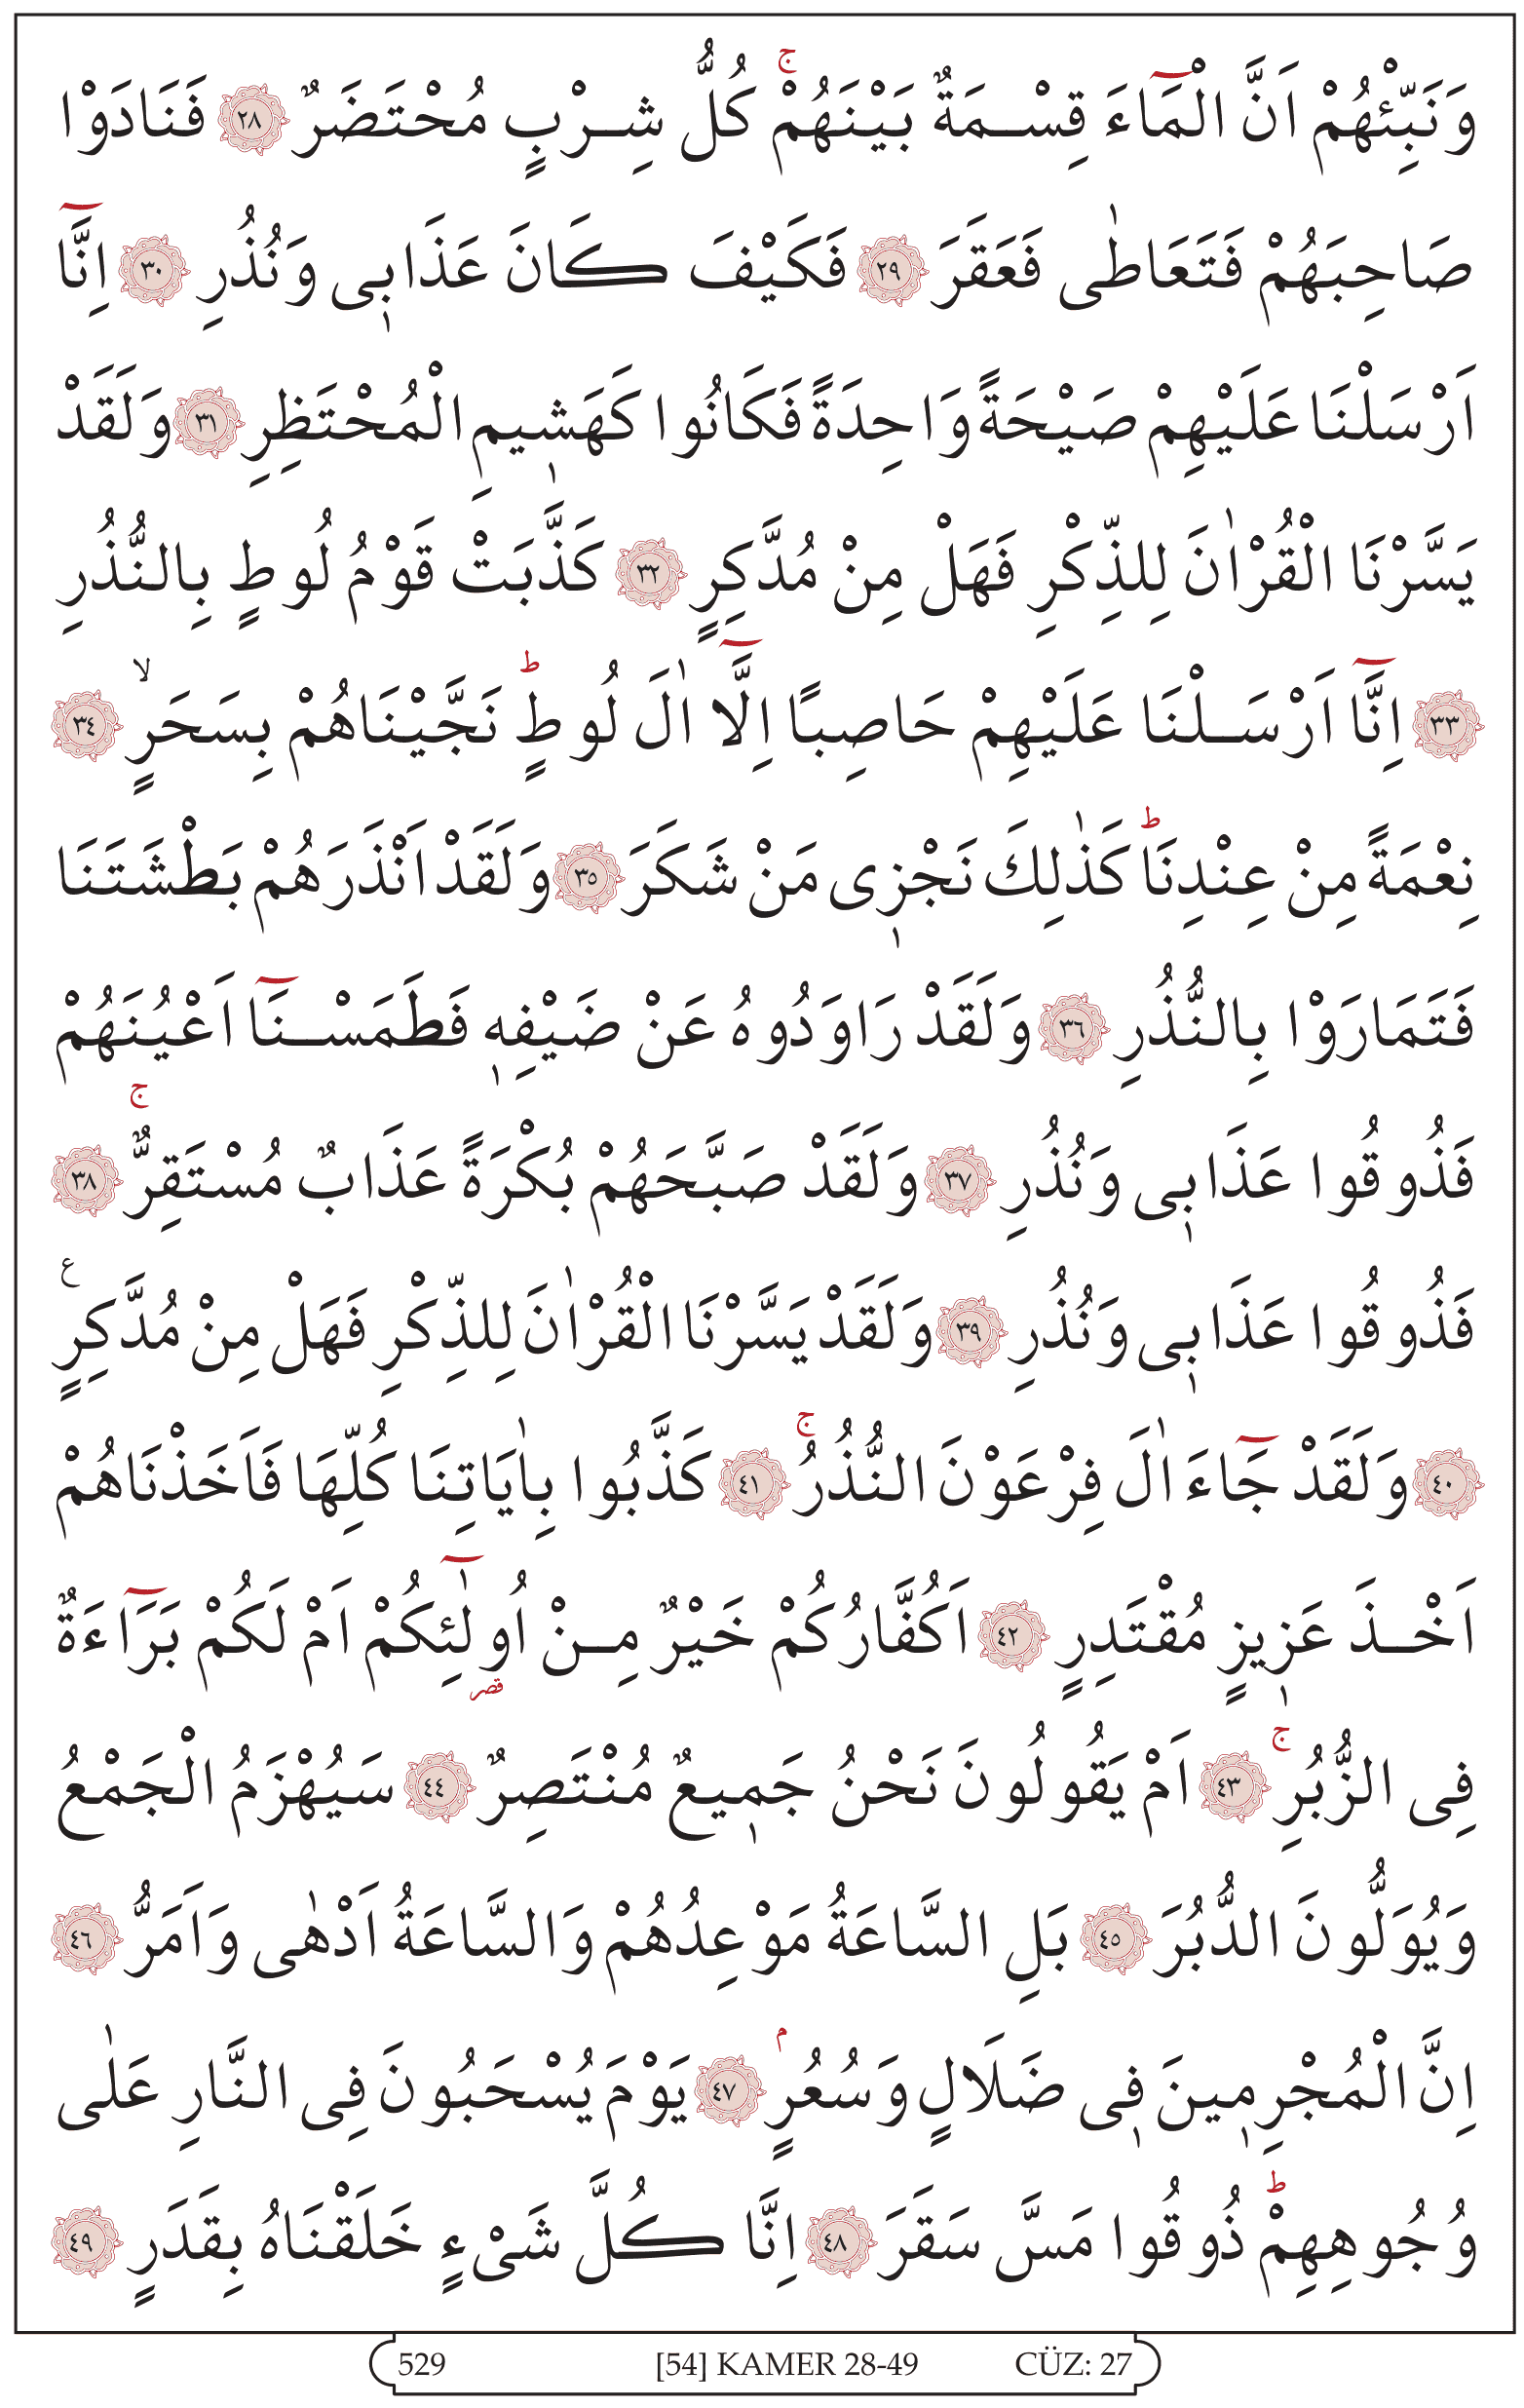 وَنَبِّئْهُمْ اَنَّ الْمَٓاءَ قِسْمَةٌ بَيْنَهُمْۚ كُلُّ شِرْبٍ مُحْتَضَرٌ ﴿٢٨﴾ فَنَادَوْا
صَاحِبَهُمْ فَتَعَاطٰى فَعَقَرَ ﴿٢٩﴾ فَكَيْفَ كَانَ عَذَاب۪ى وَنُذُرِ ﴿٣٠﴾ اِنَّٓا
اَرْسَلْنَا عَلَيْهِمْ صَيْحَةً وَاحِدَةً فَكَانُوا كَهَش۪يمِ الْمُحْتَظِرِ ﴿٣١﴾ وَلَقَدْ
يَسَّرْنَا الْقُرْاٰنَ لِلذِّكْرِ فَهَلْ مِنْ مُدَّكِرٍ ﴿٣٢﴾ كَذَّبَتْ قَوْمُ لُوطٍ بِالنُّذُرِ
﴿٣٣﴾ اِنَّٓا اَرْسَلْنَا عَلَيْهِمْ حَاصِبًا اِلَّٓا اٰلَ لُوطٍۜ نَجَّيْنَاهُمْ بِسَحَرٍۙ ﴿٣٤﴾
نِعْمَةً مِنْ عِنْدِنَاۜ كَذٰلِكَ نَجْز۪ى مَنْ شَكَرَ ﴿٣٥﴾ وَلَقَدْ اَنْذَرَهُمْ بَطْشَتَنَا
فَتَمَارَوْا بِالنُّذُرِ ﴿٣٦﴾ وَلَقَدْ رَاوَدُوهُ عَنْ ضَيْفِه۪ فَطَمَسْنَٓا اَعْيُنَهُمْ
فَذُوقُوا عَذَاب۪ى وَنُذُرِ ﴿٣٧﴾ وَلَقَدْ صَبَّحَهُمْ بُكْرَةً عَذَابٌ مُسْتَقِرٌّۚ ﴿٣٨﴾
فَذُوقُوا عَذَاب۪ى وَنُذُرِ ﴿٣٩﴾ وَلَقَدْ يَسَّرْنَا الْقُرْاٰنَ لِلذِّكْرِ فَهَلْ مِنْ مُدَّكِرٍ ع
﴿٤٠﴾ وَلَقَدْ جَٓاءَ اٰلَ فِرْعَوْنَ النُّذُرُۚ ﴿٤١﴾ كَذَّبُوا بِاٰيَاتِنَا كُلِّهَا فَاَخَذْنَاهُمْ
اَخْذَ عَز۪يزٍ مُقْتَدِرٍ ﴿٤٢﴾ اَكُفَّارُكُمْ خَيْرٌ مِنْ اُو۬لٰٓئِكُمْ اَمْ لَكُمْ بَرَٓاءَةٌ
قصر
فِى الزُّبُرِۚ ﴿٤٣﴾ اَمْ يَقُولُونَ نَحْنُ جَم۪يعٌ مُنْتَصِرٌ ﴿٤٤﴾ سَيُهْزَمُ الْجَمْعُ
وَيُوَلُّونَ الدُّبُرَ ﴿٤٥﴾ بَلِ السَّاعَةُ مَوْعِدُهُمْ وَالسَّاعَةُ اَدْهٰى وَاَمَرُّ ﴿٤٦﴾
اِنَّ الْمُجْرِم۪ينَ ف۪ى ضَلَالٍ وَسُعُرٍۢ ﴿٤٧﴾ يَوْمَ يُسْحَبُونَ فِى النَّارِ عَلٰى
وُجُوهِهِمْۜ ذُوقُوا مَسَّ سَقَرَ ﴿٤٨﴾ اِنَّا كُلَّ شَىْءٍ خَلَقْنَاهُ بِقَدَرٍ ﴿٤٩﴾
529 [54] KAMER 28-49 CÜZ: 27